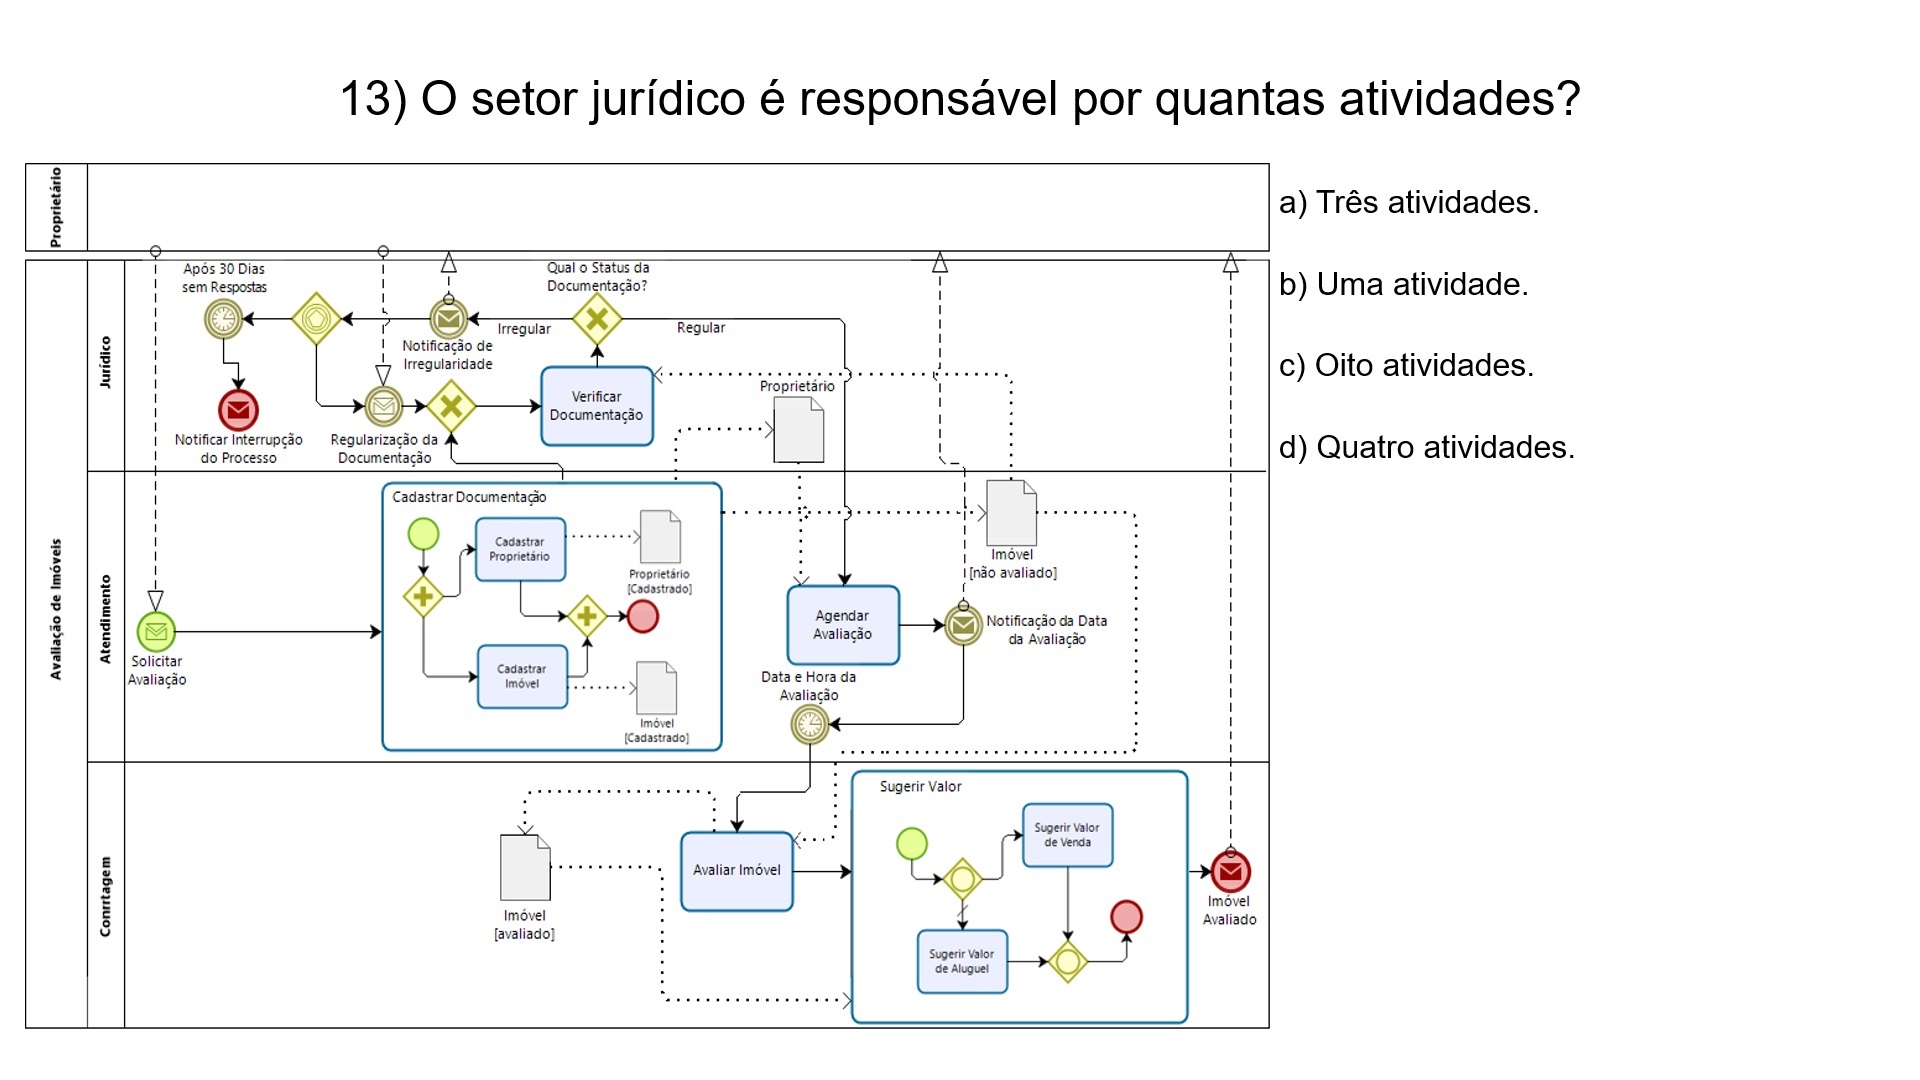 13) O setor jurídico é responsável por quantas atividades?
Proprietário
a) Três atividades.
b) Uma atividade.
c) Oito atividades.
d) Quatro atividades.
Avaliação de Imóveis
Jurídico
Após 30 Dias
sem Respostas
Qual o Status da
Documentação?
Irregular
Regular
Notificação de
Irregularidade
Verificar
Documentação
Proprietário
Notificar Interrupção
do Processo
Regularização da
Documentação
Atendimento
Cadastrar Documentação
Cadastrar
Proprietário
Proprietário
[Cadastrado]
Imóvel
[não avaliado]
Agendar
Avaliação
Notificação da Data
da Avaliação
Solicitar
Avaliação
Cadastrar
Imóvel
Imóvel
[Cadastrado]
Data e Hora da
Avaliação
Conrtagem
Sugerir Valor
Sugerir Valor
de Venda
Avaliar Imóvel
Imóvel
[avaliado]
Sugerir Valor
de Aluguel
Imóvel
Avaliado